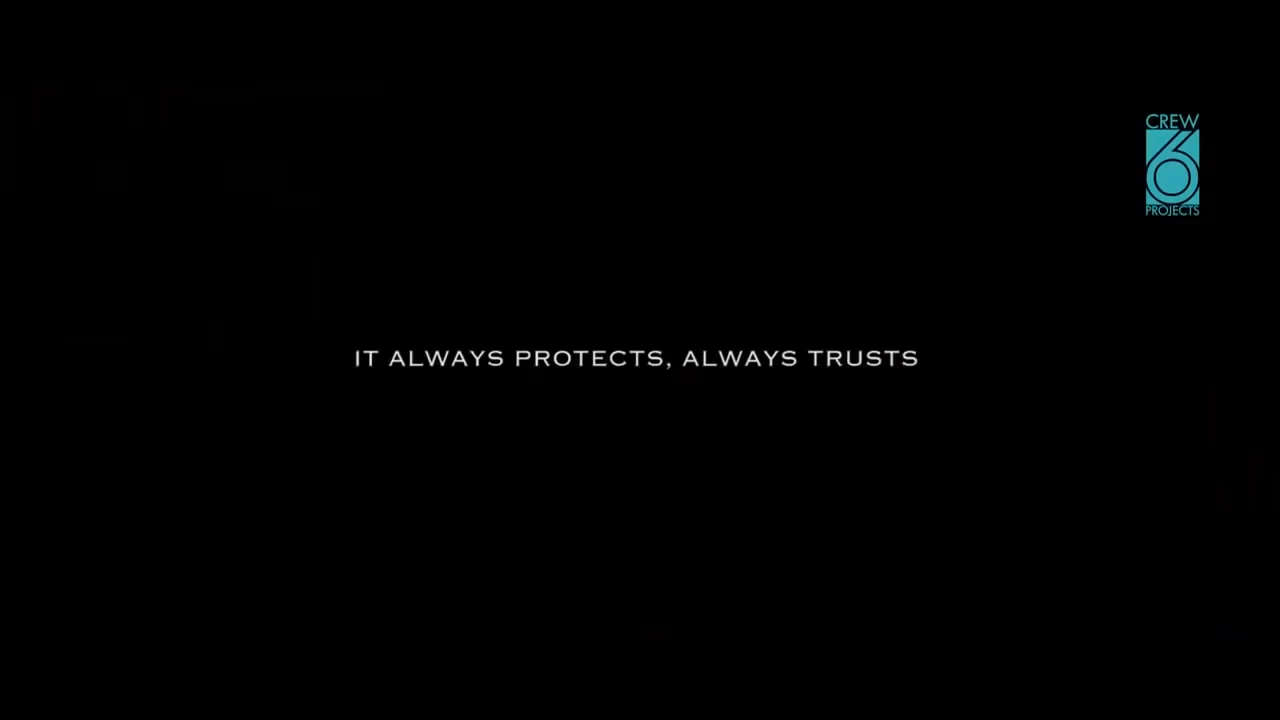 CREW
6
PROJECTS
IT ALWAYS PROTECTS, ALWAYS TRUSTS